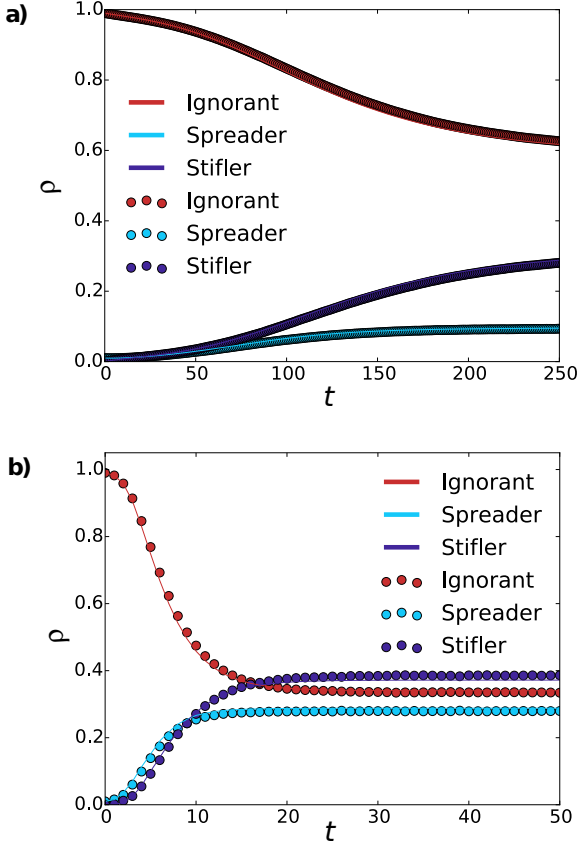 a)
1.0
0.8
0.6
0.4
0.2
0.0
ρ
Ignorant
Spreader
Stifler
Ignorant
Spreader
Stifler
0 50 100 150 200 250
t
b)
1.0
0.8
0.6
0.4
0.2
0.0
ρ
Ignorant
Spreader
Stifler
Ignorant
Spreader
Stifler
0 10 20 30 40 50
t